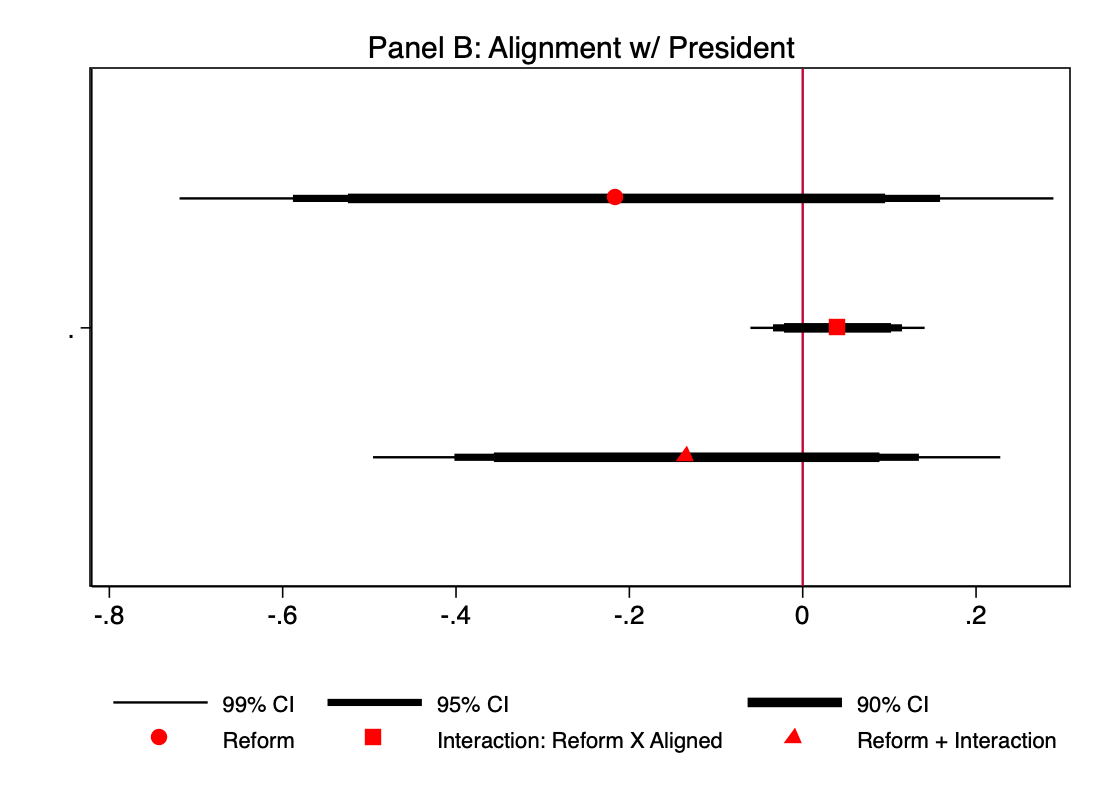 Panel B: Alignment w/ President
.
-.8 -.6 -.4 -.2 0 .2
99% CI 95% CI 90% CI
Reform Interaction: Reform X Aligned Reform + Interaction